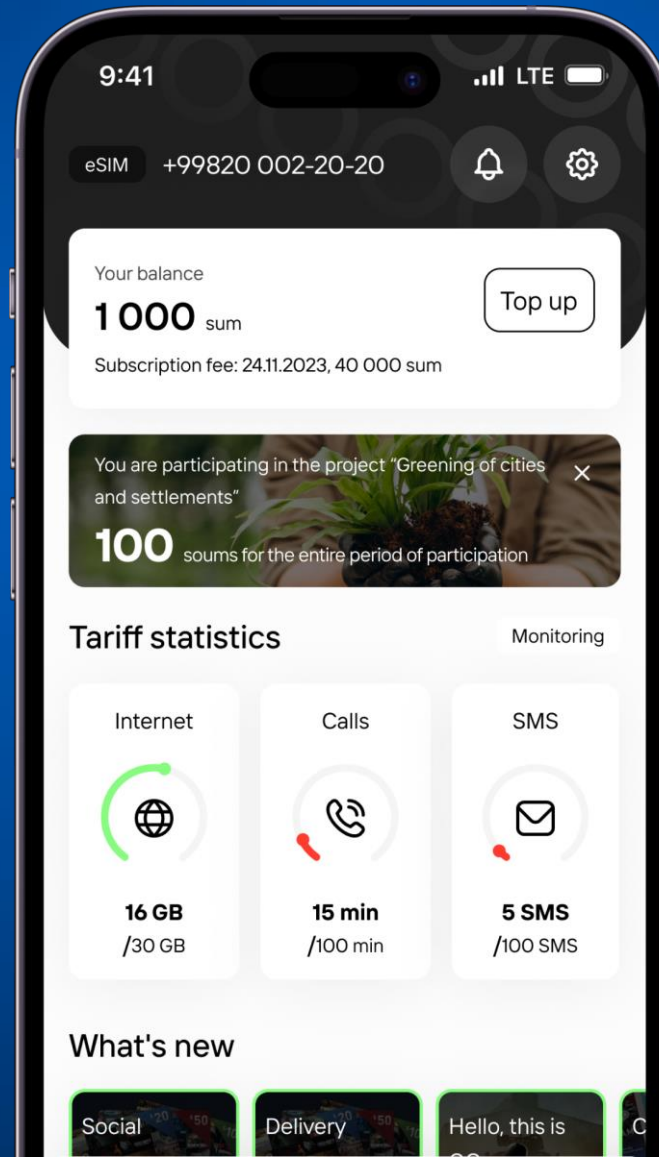 9:41
LTE
eSIM +99820 002-20-20
Your balance
1 000 sum
Top up
Subscription fee: 24.11.2023, 40 000 sum
You are participating in the project "Greening of cities
and settlements"
100 soums for the entire period of participation
Tariff statistics
Monitoring
Internet
Calls
SMS
16 GB
/30 GB
15 min
/100 min
5 SMS
/100 SMS
What's new
Social
Delivery
Hello, this is